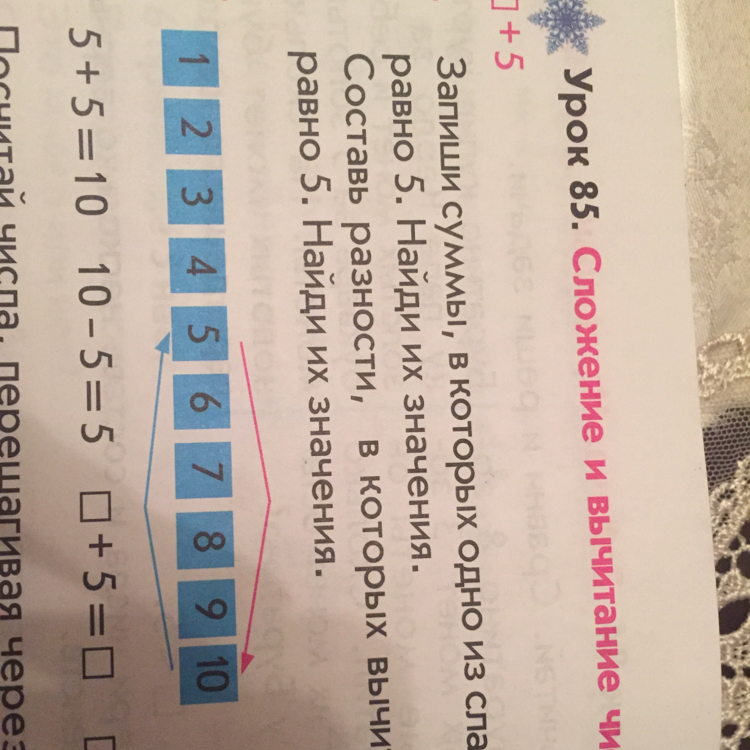 Урок 85. Сложение и вычитание чи
□ + 5
Запиши суммы, в которых одно из сла
равно 5. Найди их значения.
Составь разности, в которых вычит
равно 5. Найди их значения.
1 2 3 4 5 6 7 8 9 10
5 + 5 = 10 10 – 5 = 5 □ + 5 = □ □
Посчитай числа, перешагивая через